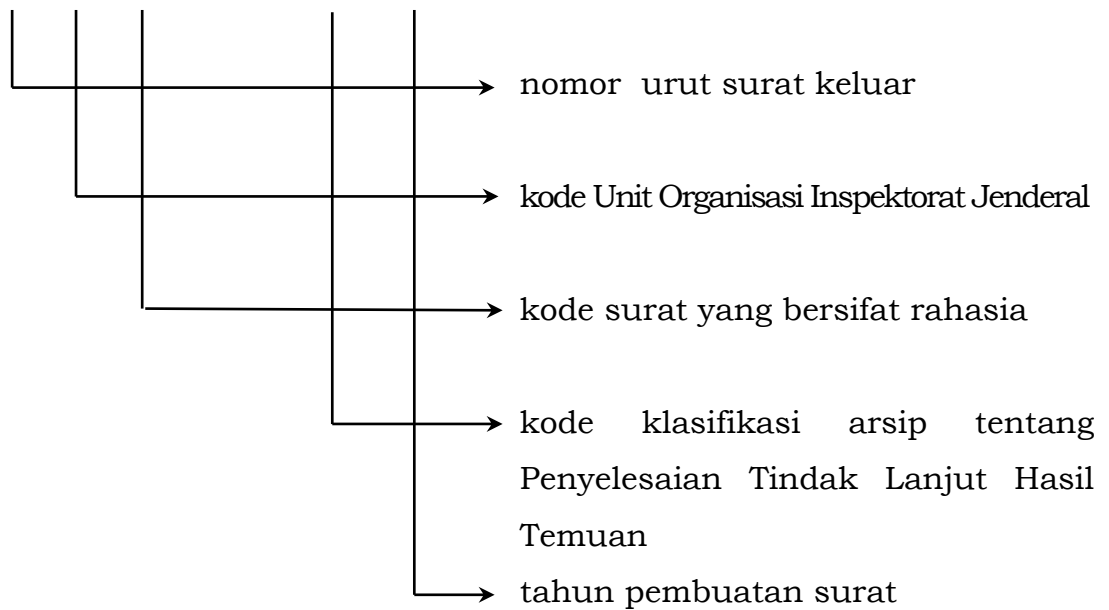 nomor urut surat keluar
kode Unit Organisasi Inspektorat Jenderal
kode surat yang bersifat rahasia
kode klasifikasi arsip tentang
Penyelesaian Tindak Lanjut Hasil
Temuan
tahun pembuatan surat